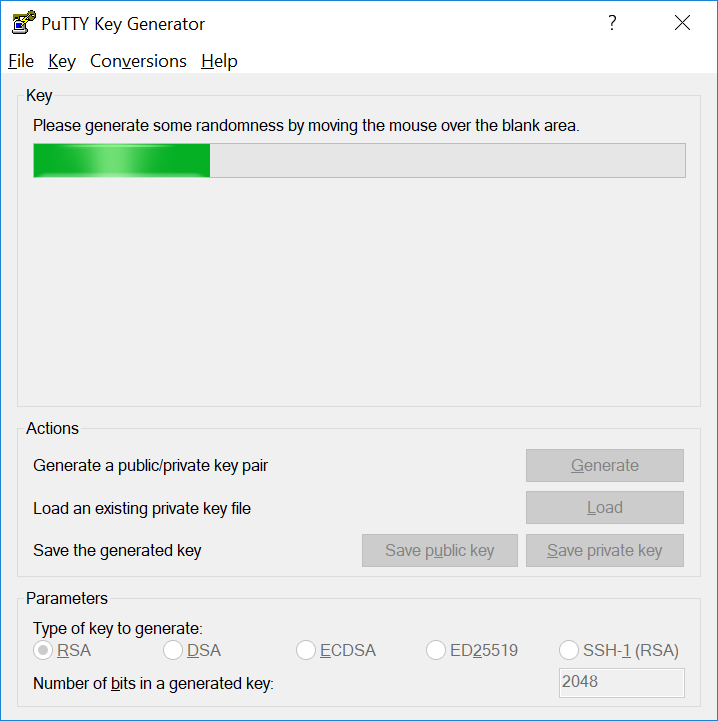 PuTTY Key Generator ?
File Key Conversions Help
Key
Please generate some randomness by moving the mouse over the blank area.
Actions
Generate a public/private key pair Generate
Load an existing private key file Load
Save the generated key Save public key Save private key
Parameters
Type of key to generate:
RSA DSA ECDSA ED25519 SSH-1 (RSA)
Number of bits in a generated key: 2048